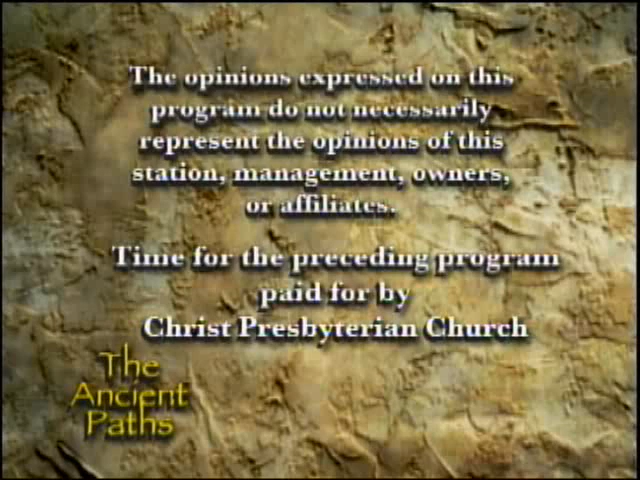 The opinions expressed on this
program do not necessarily
represent the opinions of this
station, management, owners,
or affiliates.
Time for the preceding program
paid for by
Christ Presbyterian Church
The
Ancient
Paths